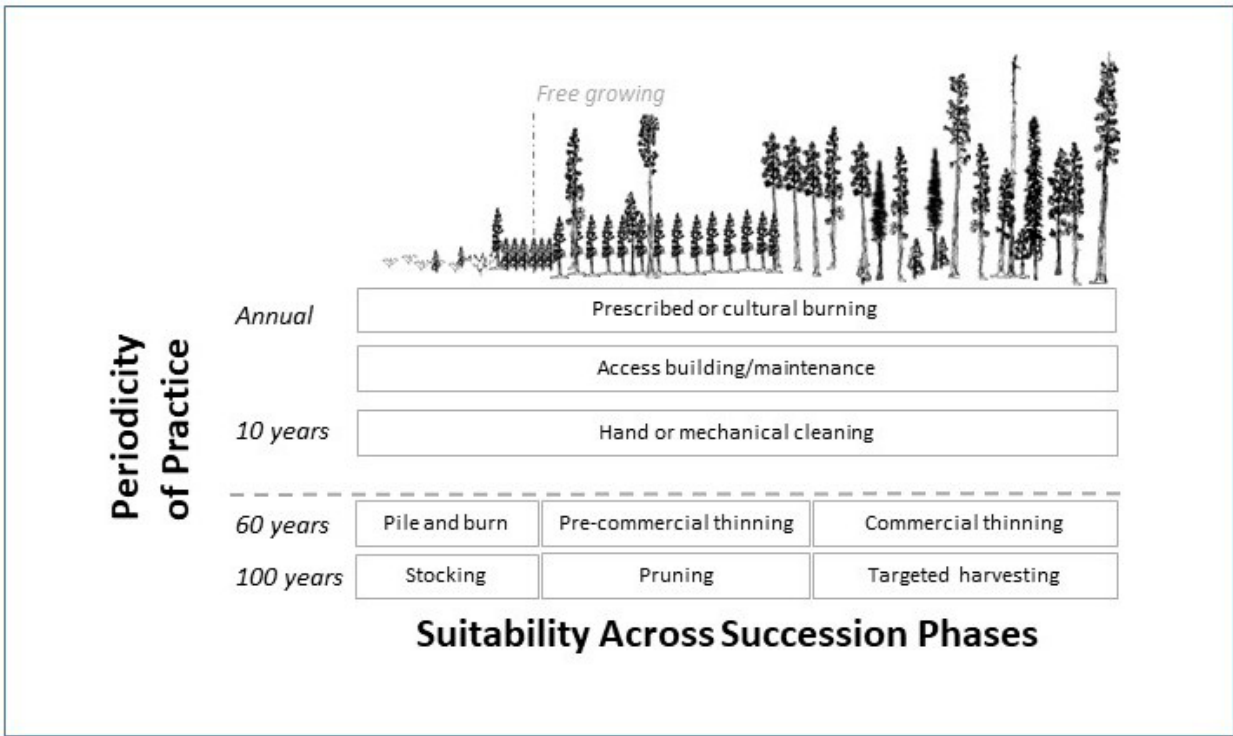 Free growing
Periodicity
of Practice
Annual
Prescribed or cultural burning
Access building/maintenance
10 years
Hand or mechanical cleaning
60 years
Pile and burn
Pre-commercial thinning
Commercial thinning
100 years
Stocking
Pruning
Targeted harvesting
Suitability Across Succession Phases